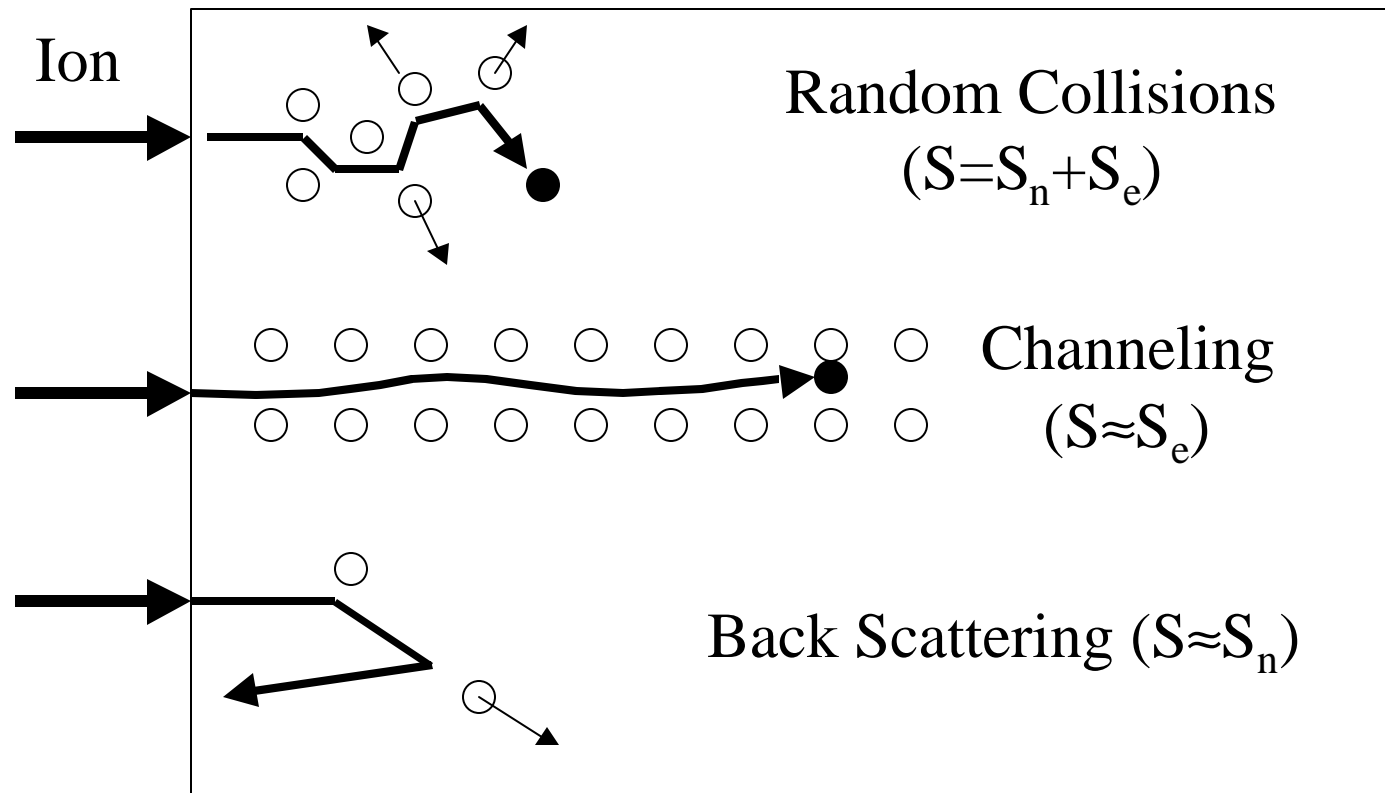 Ion
Random Collisions
(S=Sₙ+Sₑ)
Channeling
(S≈Sₑ)
Back Scattering (S≈Sₙ)